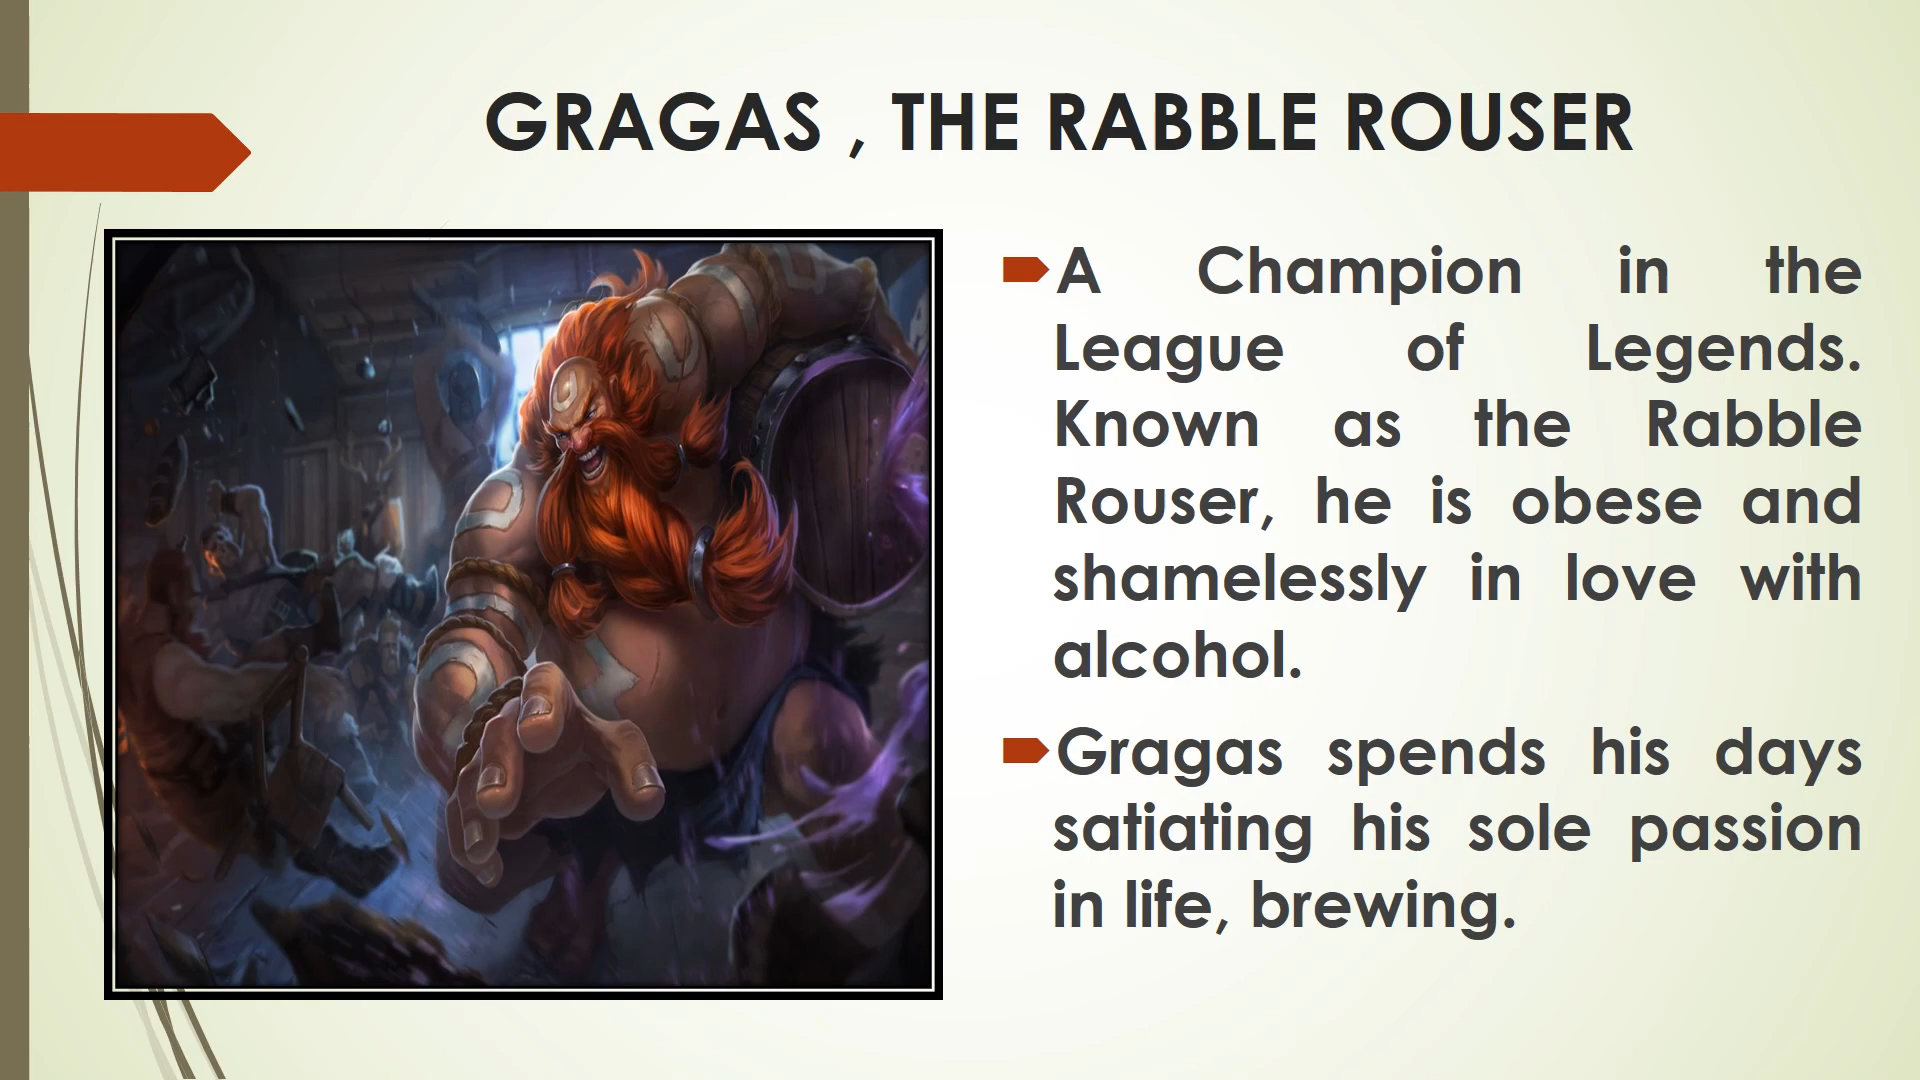 GRAGAS , THE RABBLE ROUSER
A Champion in the
League of Legends.
Known as the Rabble
Rouser, he is obese and
shamelessly in love with
alcohol.
Gragas spends his days
satiating his sole passion
in life, brewing.